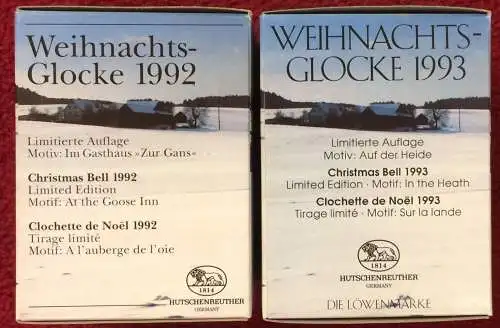 Weihnachts-
Glocke 1992
Limitierte Auflage
Motiv: Im Gasthaus »Zur Gans«
Christmas Bell 1992
Limited Edition
Motif: At the Goose Inn
Clochette de Noël 1992
Tirage limité
Motif: A l'auberge de l'oie
1814
HUTSCHENREUTHER
GERMANY
WEIHNACHTS-
GLOCKE 1993
Limitierte Auflage
Motiv: Auf der Heide
Christmas Bell 1993
Limited Edition · Motif: In the Heath
Clochette de Noël 1993
Tirage limité · Motif: Sur la lande
1814
HUTSCHENREUTHER
GERMANY
DIE LÖWENMARKE